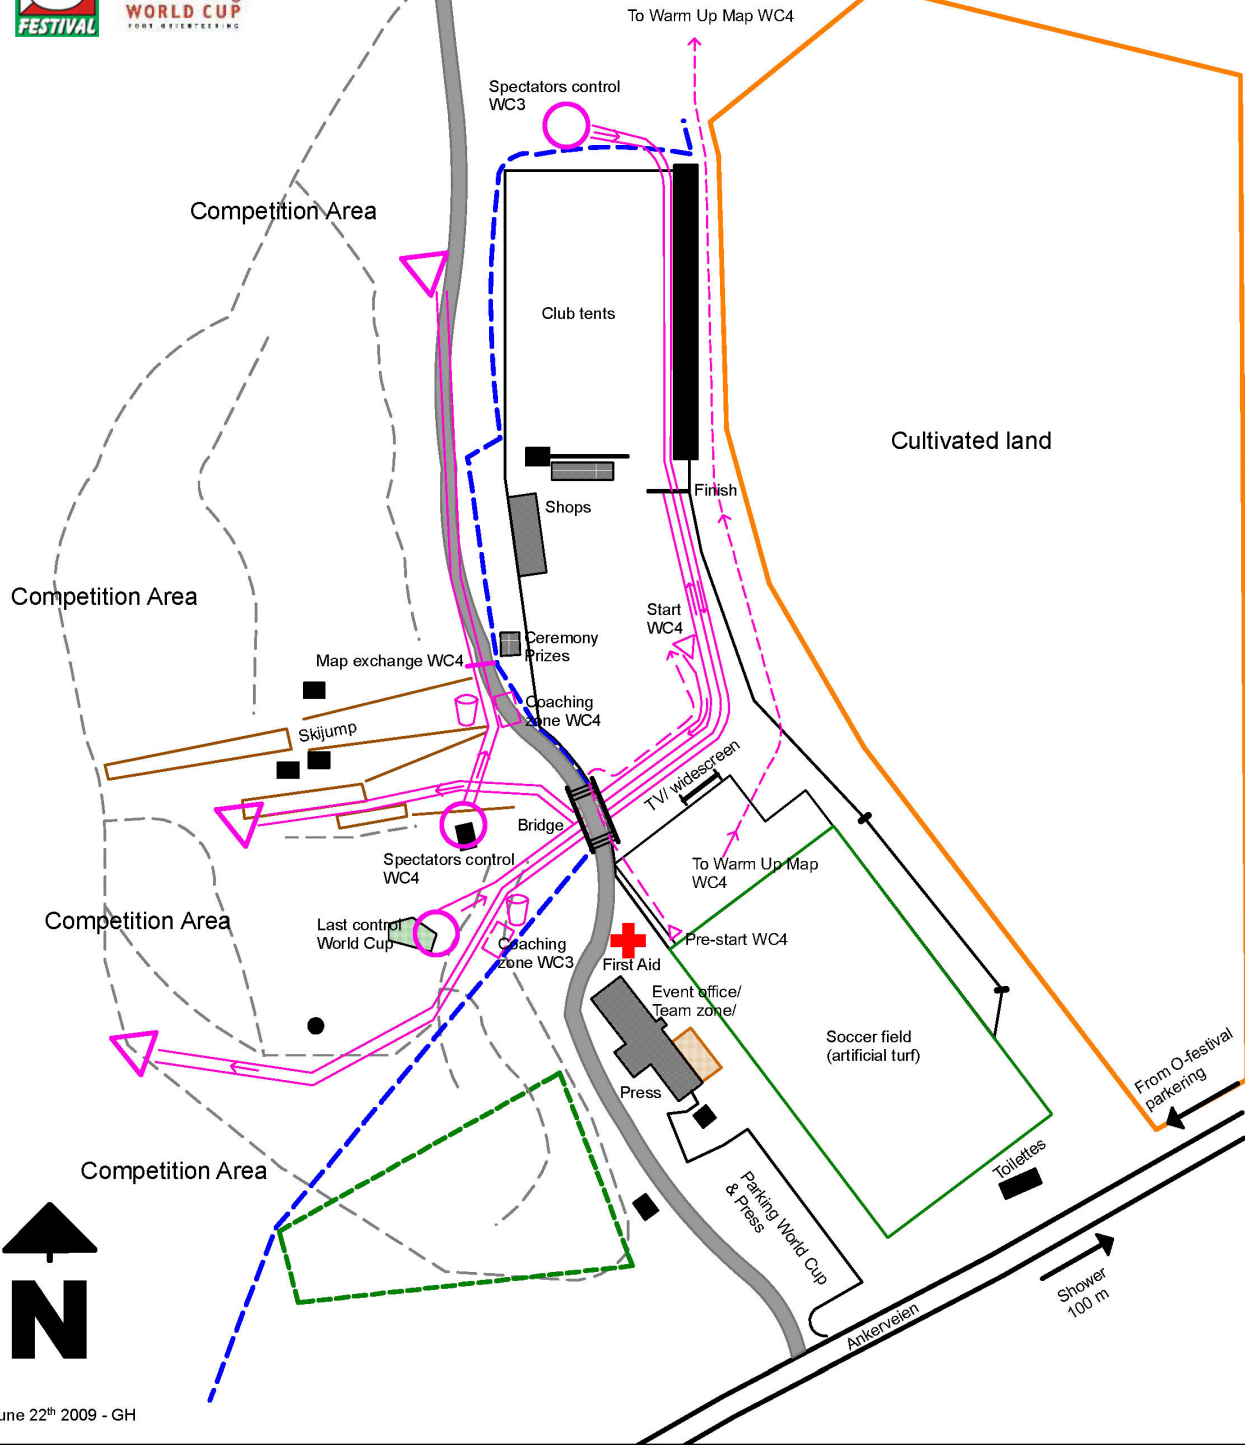 FESTIVAL
WORLD CUP
FOOT ORIENTEERING
To Warm Up Map WC4
Spectators control
WC3
Competition Area
Club tents
Cultivated land
Finish
Shops
Competition Area
Start
WC4
Ceremony
Prizes
Map exchange WC4
Coaching
zone WC4
Skijump
TV/ widescreen
Bridge
Spectators control
WC4
To Warm Up Map
WC4
Competition Area
Last control
World Cup
Coaching
zone WC3
Pre-start WC4
First Aid
Event office/
Team zone/
Soccer field
(artificial turf)
Press
From O-festival
parkering
Competition Area
Toilettes
Parking World Cup
& Press
Shower
100 m
Ankerveien
N
une 22th 2009 - GH